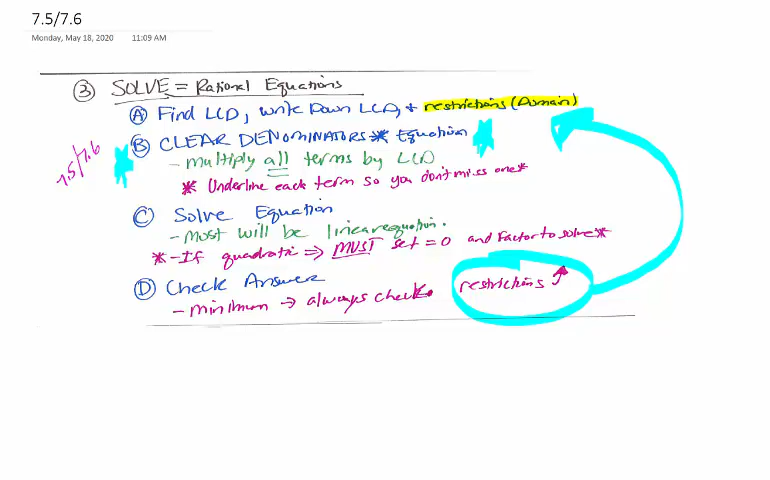 7.5/7.6
Monday, May 18, 2020 11:09 AM
③ SOLVE = Rational Equations
Ⓐ Find LCD, write Down LCD, + restrictions (Domain)
7.5/7.6
Ⓑ CLEAR DENOMINATORS * Equation
- multiply all terms by LCD
* Underline each term so you don't miss one *
Ⓒ Solve Equation
- Most will be linear equation.
* - If quadratic ⇒ MUST set = 0 and Factor to solve *
Ⓓ Check Answer
- minimum → always check restrictions